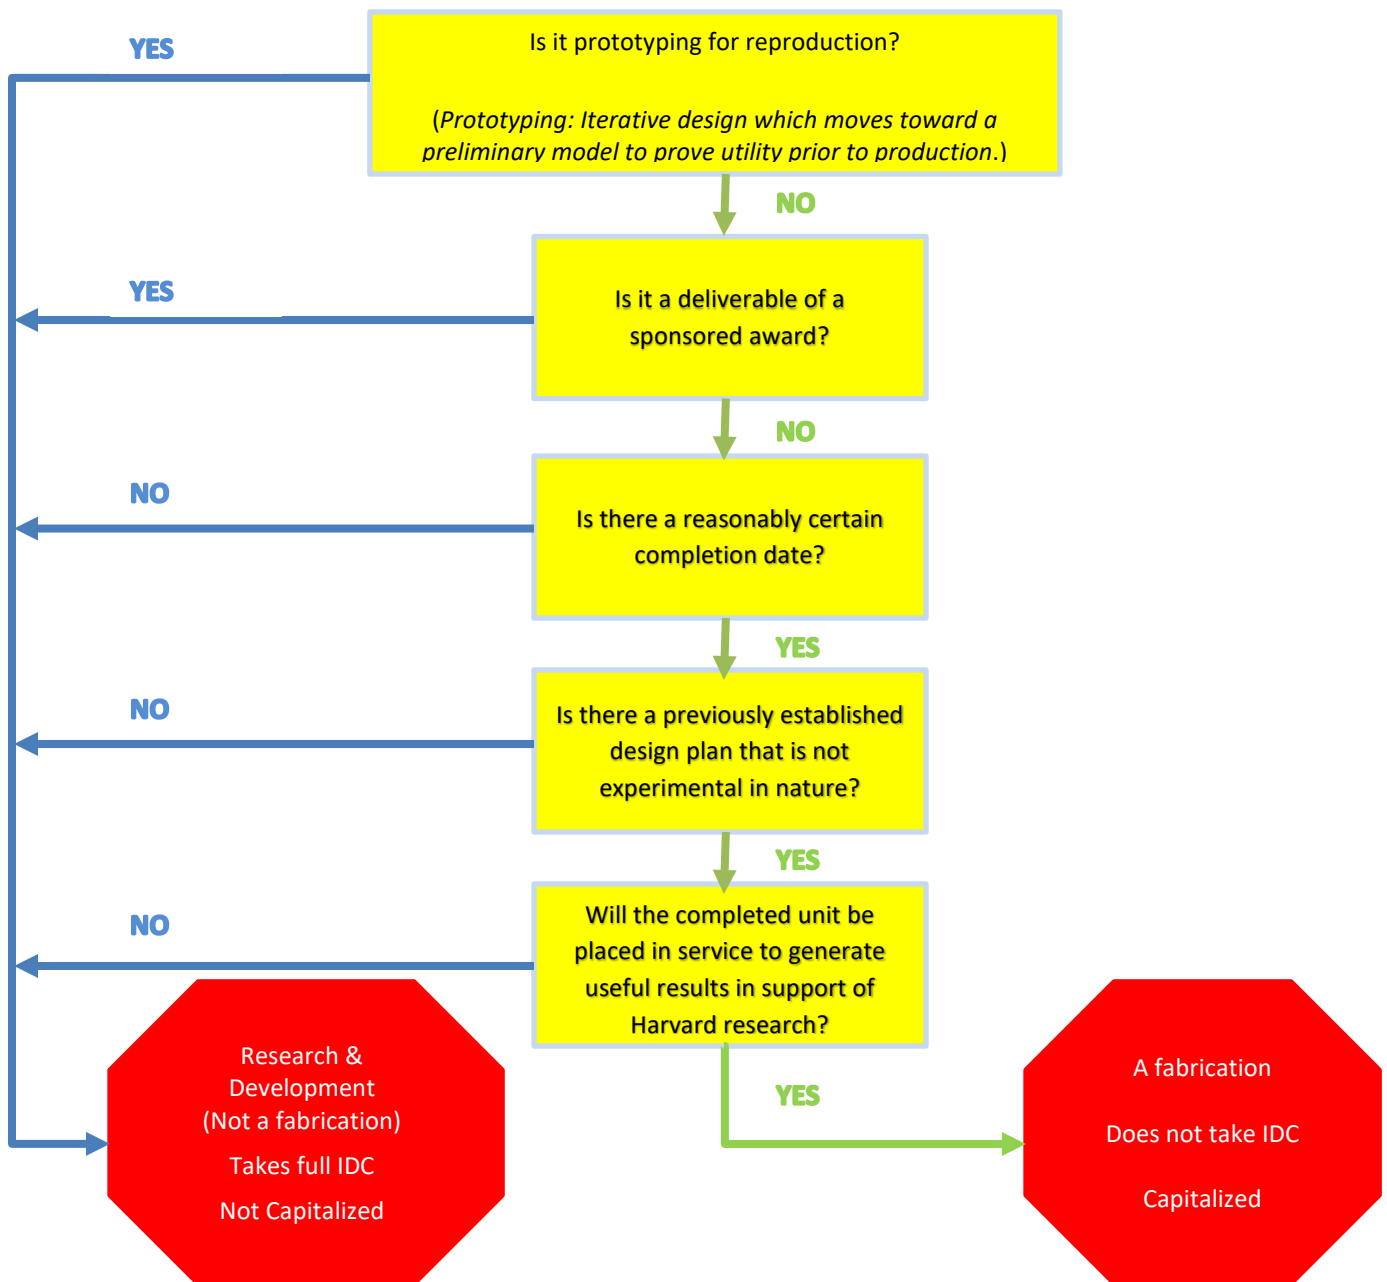 YES
Is it prototyping for reproduction?
(Prototyping: Iterative design which moves toward a
preliminary model to prove utility prior to production.)
NO
YES
Is it a deliverable of a
sponsored award?
NO
NO
Is there a reasonably certain
completion date?
YES
NO
Is there a previously established
design plan that is not
experimental in nature?
YES
NO
Will the completed unit be
placed in service to generate
useful results in support of
Harvard research?
YES
Research &
Development
(Not a fabrication)
Takes full IDC
Not Capitalized
A fabrication
Does not take IDC
Capitalized